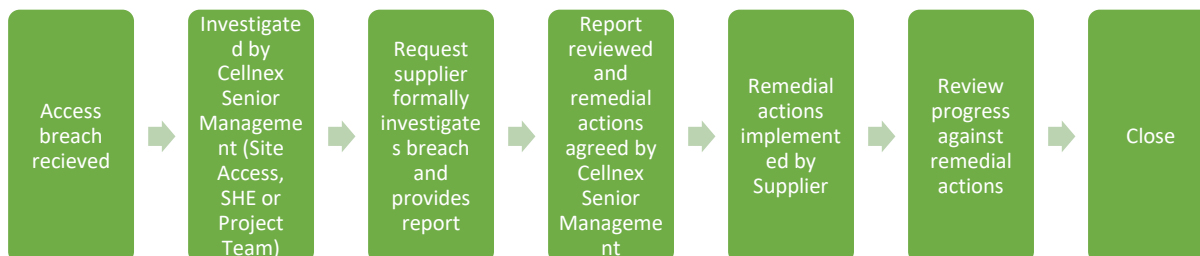 Access
breach
recieved
Investigate
d by
Cellnex
Senior
Manageme
nt (Site
Access,
SHE or
Project
Team)
Request
supplier
formally
investigate
s breach
and
provides
report
Report
reviewed
and
remedial
actions
agreed by
Cellnex
Senior
Manageme
nt
Remedial
actions
implement
ed by
Supplier
Review
progress
against
remedial
actions
Close